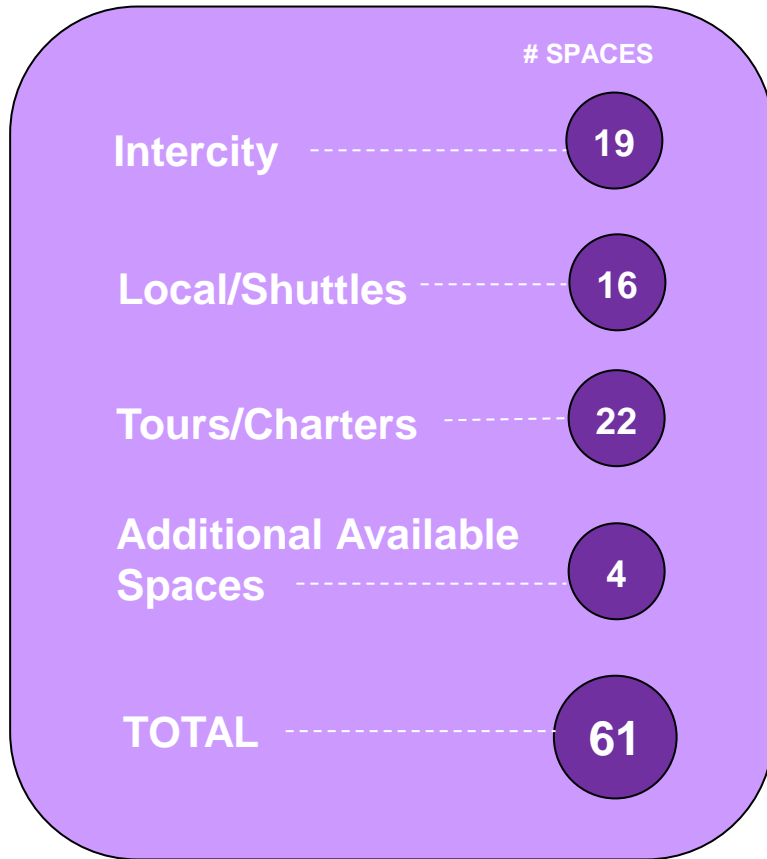 # SPACES
Intercity 19
Local/Shuttles 16
Tours/Charters 22
Additional Available
Spaces 4
TOTAL 61